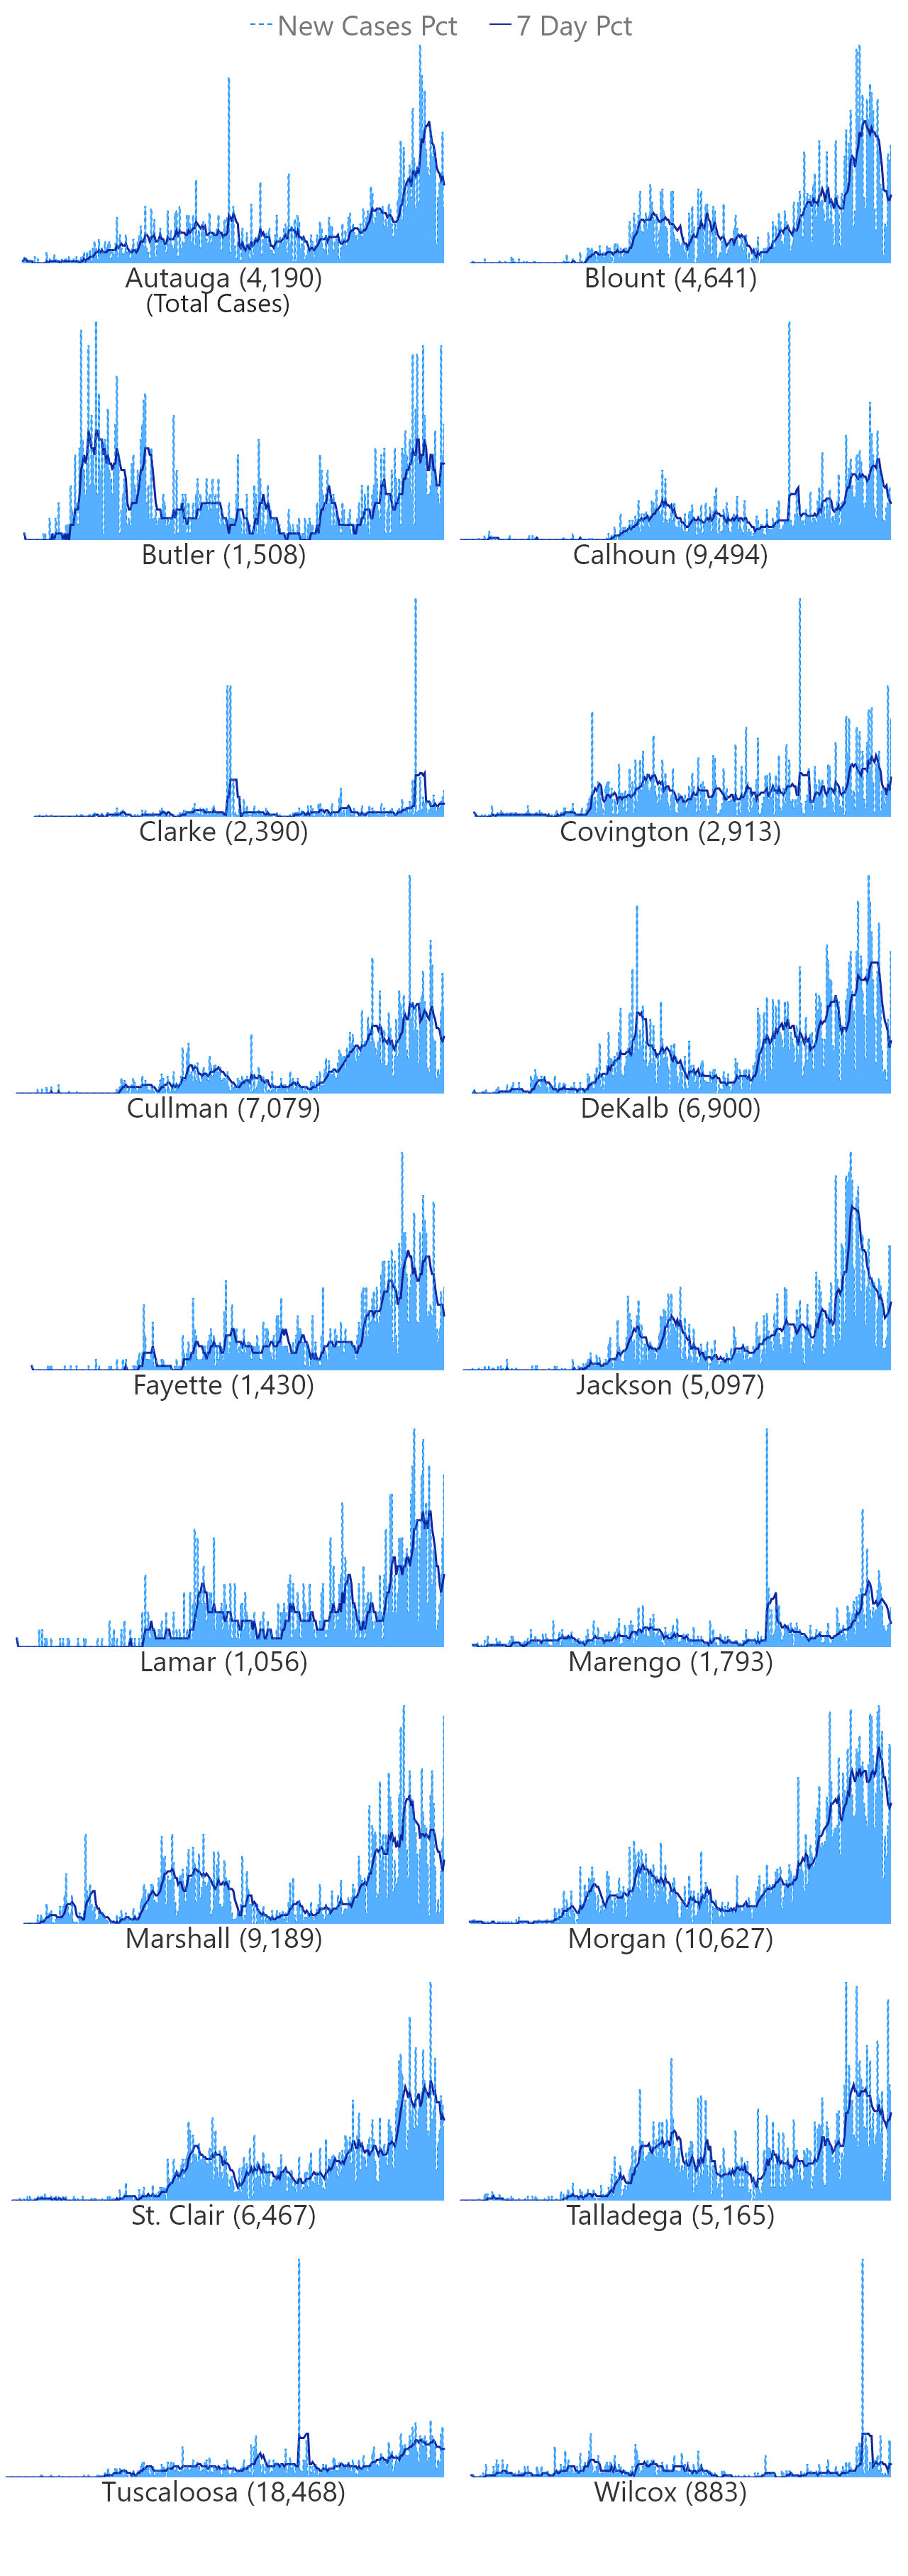 New Cases Pct 7 Day Pct
Autauga (4,190) Blount (4,641)
(Total Cases)
Butler (1,508) Calhoun (9,494)
Clarke (2,390) Covington (2,913)
Cullman (7,079) DeKalb (6,900)
Fayette (1,430) Jackson (5,097)
Lamar (1,056) Marengo (1,793)
Marshall (9,189) Morgan (10,627)
St. Clair (6,467) Talladega (5,165)
Tuscaloosa (18,468) Wilcox (883)